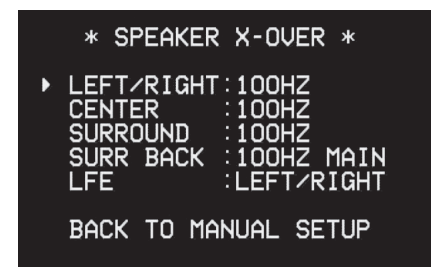 * SPEAKER X-OVER *
LEFT/RIGHT:100HZ
CENTER :100HZ
SURROUND :100HZ
SURR BACK :100HZ MAIN
LFE :LEFT/RIGHT
BACK TO MANUAL SETUP